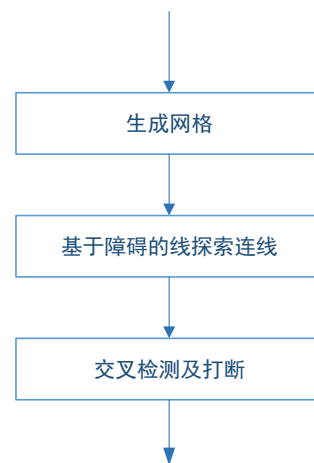 生成网格
基于障碍的线探索连线
交叉检测及打断